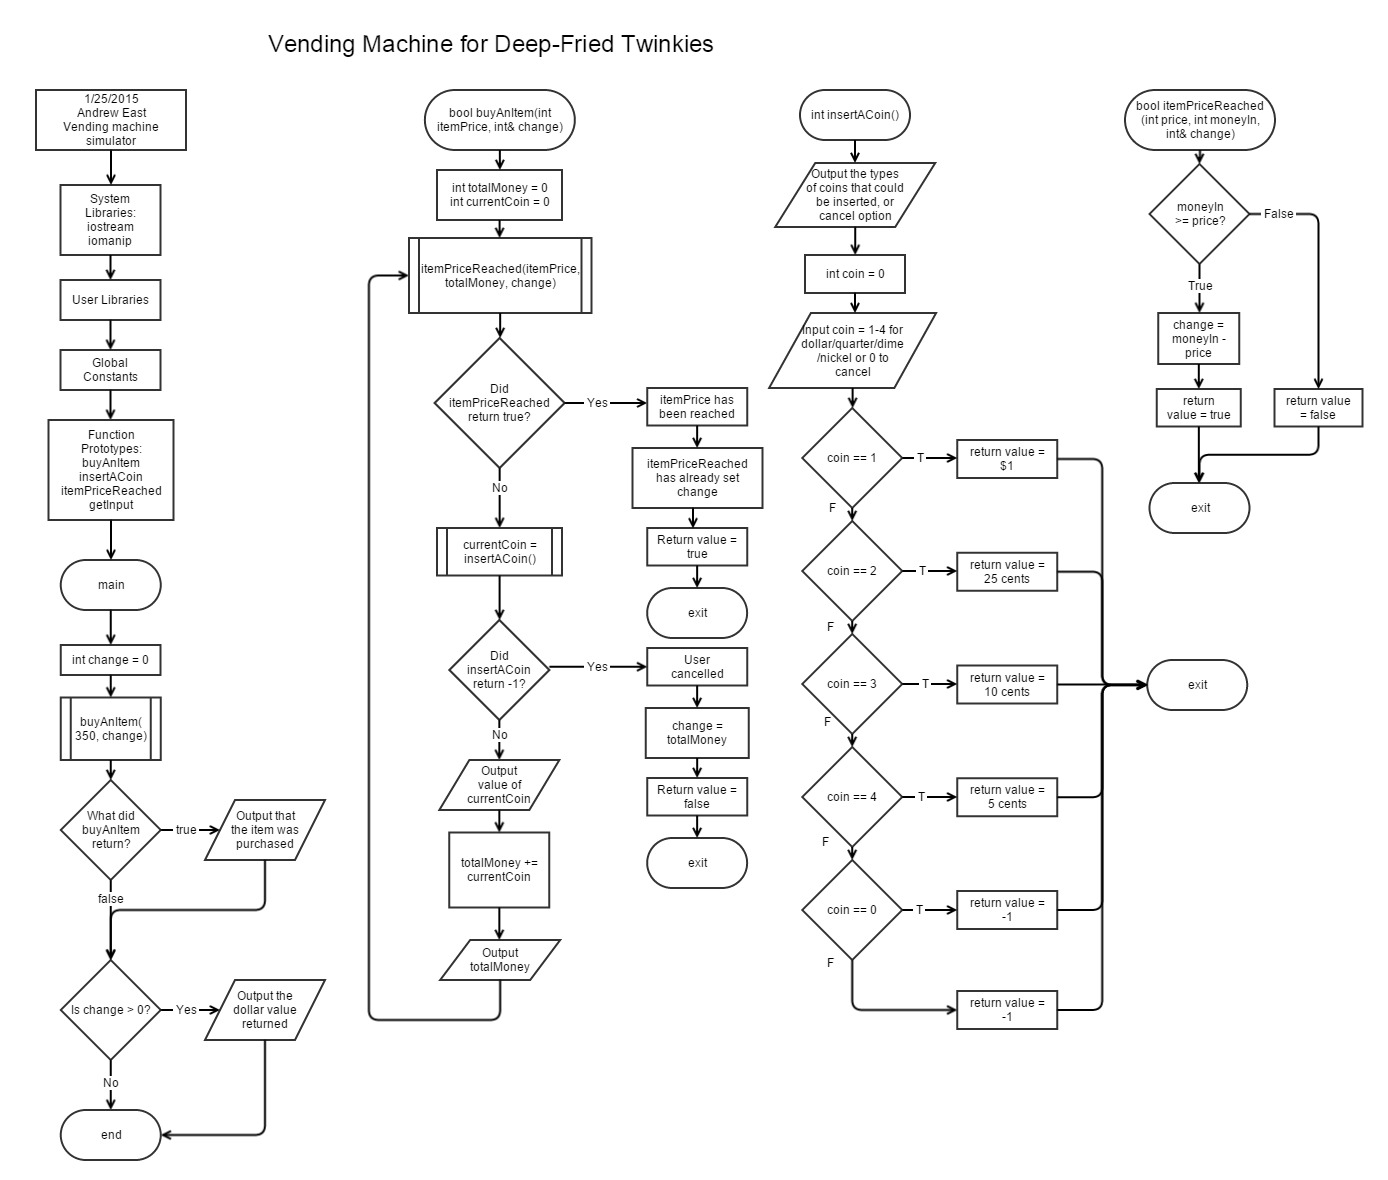 Vending Machine for Deep-Fried Twinkies
1/25/2015
Andrew East
Vending machine
simulator
System
Libraries:
iostream
iomanip
User Libraries
Global
Constants
Function
Prototypes:
buyAnItem
insertACoin
itemPriceReached
getInput
main
int change = 0
buyAnItem(
350, change)
What did
buyAnItem
return?
true
Output that
the item was
purchased
false
Is change > 0?
Yes
Output the
dollar value
returned
No
end
bool buyAnItem(int
itemPrice, int& change)
int totalMoney = 0
int currentCoin = 0
itemPriceReached(itemPrice,
totalMoney, change)
Did
itemPriceReached
return true?
Yes
itemPrice has
been reached
itemPriceReached
has already set
change
Return value =
true
exit
No
currentCoin =
insertACoin()
Did
insertACoin
return -1?
Yes
User
cancelled
change =
totalMoney
Return value =
false
exit
No
Output
value of
currentCoin
totalMoney +=
currentCoin
Output
totalMoney
int insertACoin()
Output the types
of coins that could
be inserted, or
cancel option
int coin = 0
Input coin = 1-4 for
dollar/quarter/dime
/nickel or 0 to
cancel
coin == 1
T
return value =
$1
F
coin == 2
T
return value =
25 cents
F
coin == 3
T
return value =
10 cents
F
coin == 4
T
return value =
5 cents
F
coin == 0
T
return value =
-1
F
return value =
-1
exit
bool itemPriceReached
(int price, int moneyIn,
int& change)
moneyIn
>= price?
False
True
change =
moneyIn -
price
return
value = true
return value
= false
exit